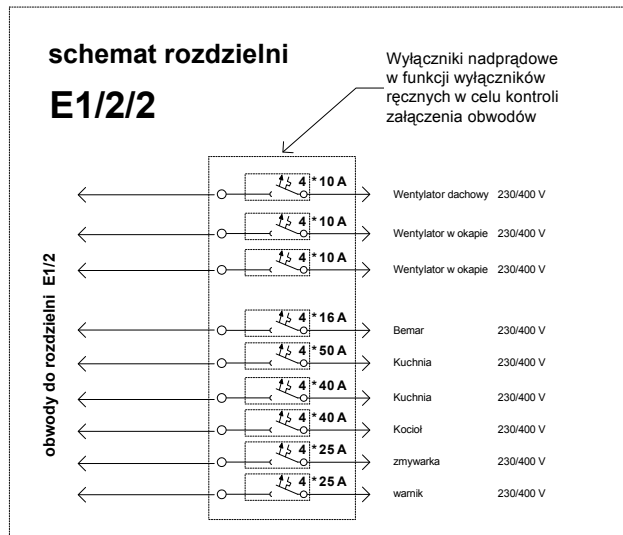 schemat rozdzielni
E1/2/2
Wyłączniki nadprądowe
w funkcji wyłączników
ręcznych w celu kontroli
załączenia obwodów
4 * 10 A Wentylator dachowy 230/400 V
4 * 10 A Wentylator w okapie 230/400 V
4 * 10 A Wentylator w okapie 230/400 V
4 * 16 A Bemar 230/400 V
4 * 50 A Kuchnia 230/400 V
4 * 40 A Kuchnia 230/400 V
4 * 40 A Kocioł 230/400 V
4 * 25 A zmywarka 230/400 V
4 * 25 A warnik 230/400 V
obwody do rozdzielni E1/2